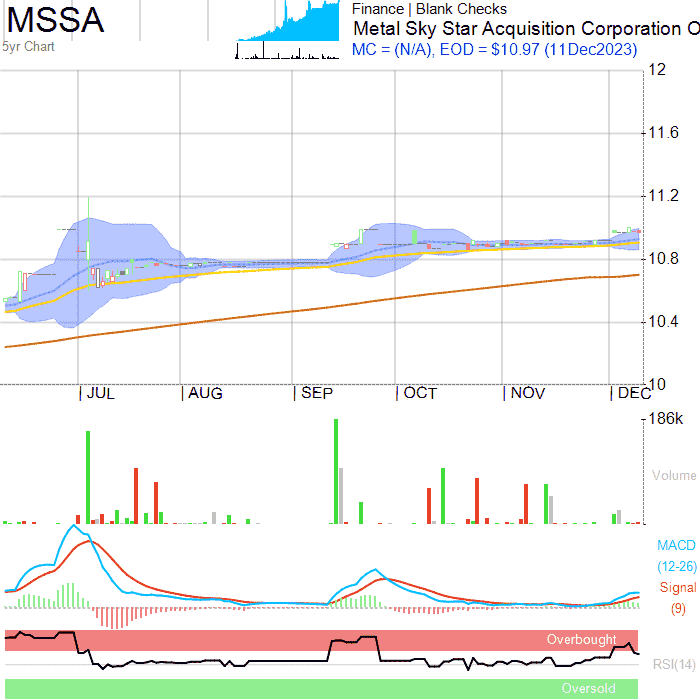 MSSA
5yr Chart
Finance | Blank Checks
Metal Sky Star Acquisition Corporation O
MC = (N/A), EOD = $10.97 (11Dec2023)
12
11.6
11.2
10.8
10.4
10
JUL AUG SEP OCT NOV DEC
186k
Volume
MACD
(12-26)
Signal
(9)
Overbought
RSI(14)
Oversold